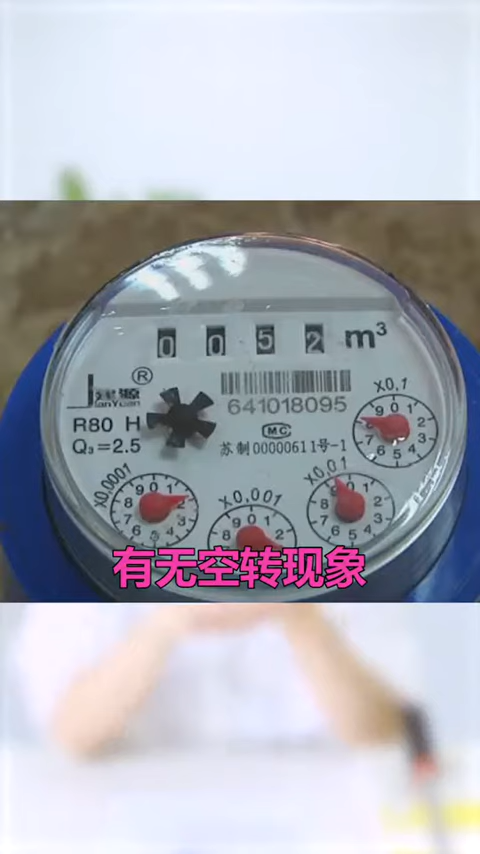 0 0 5 2 m³
®
源
R80 H
Q₃=2.5
641018095
MC
苏制00000611号-1
X0.1
X0.01
X0.001
X0.0001
有无空转现象